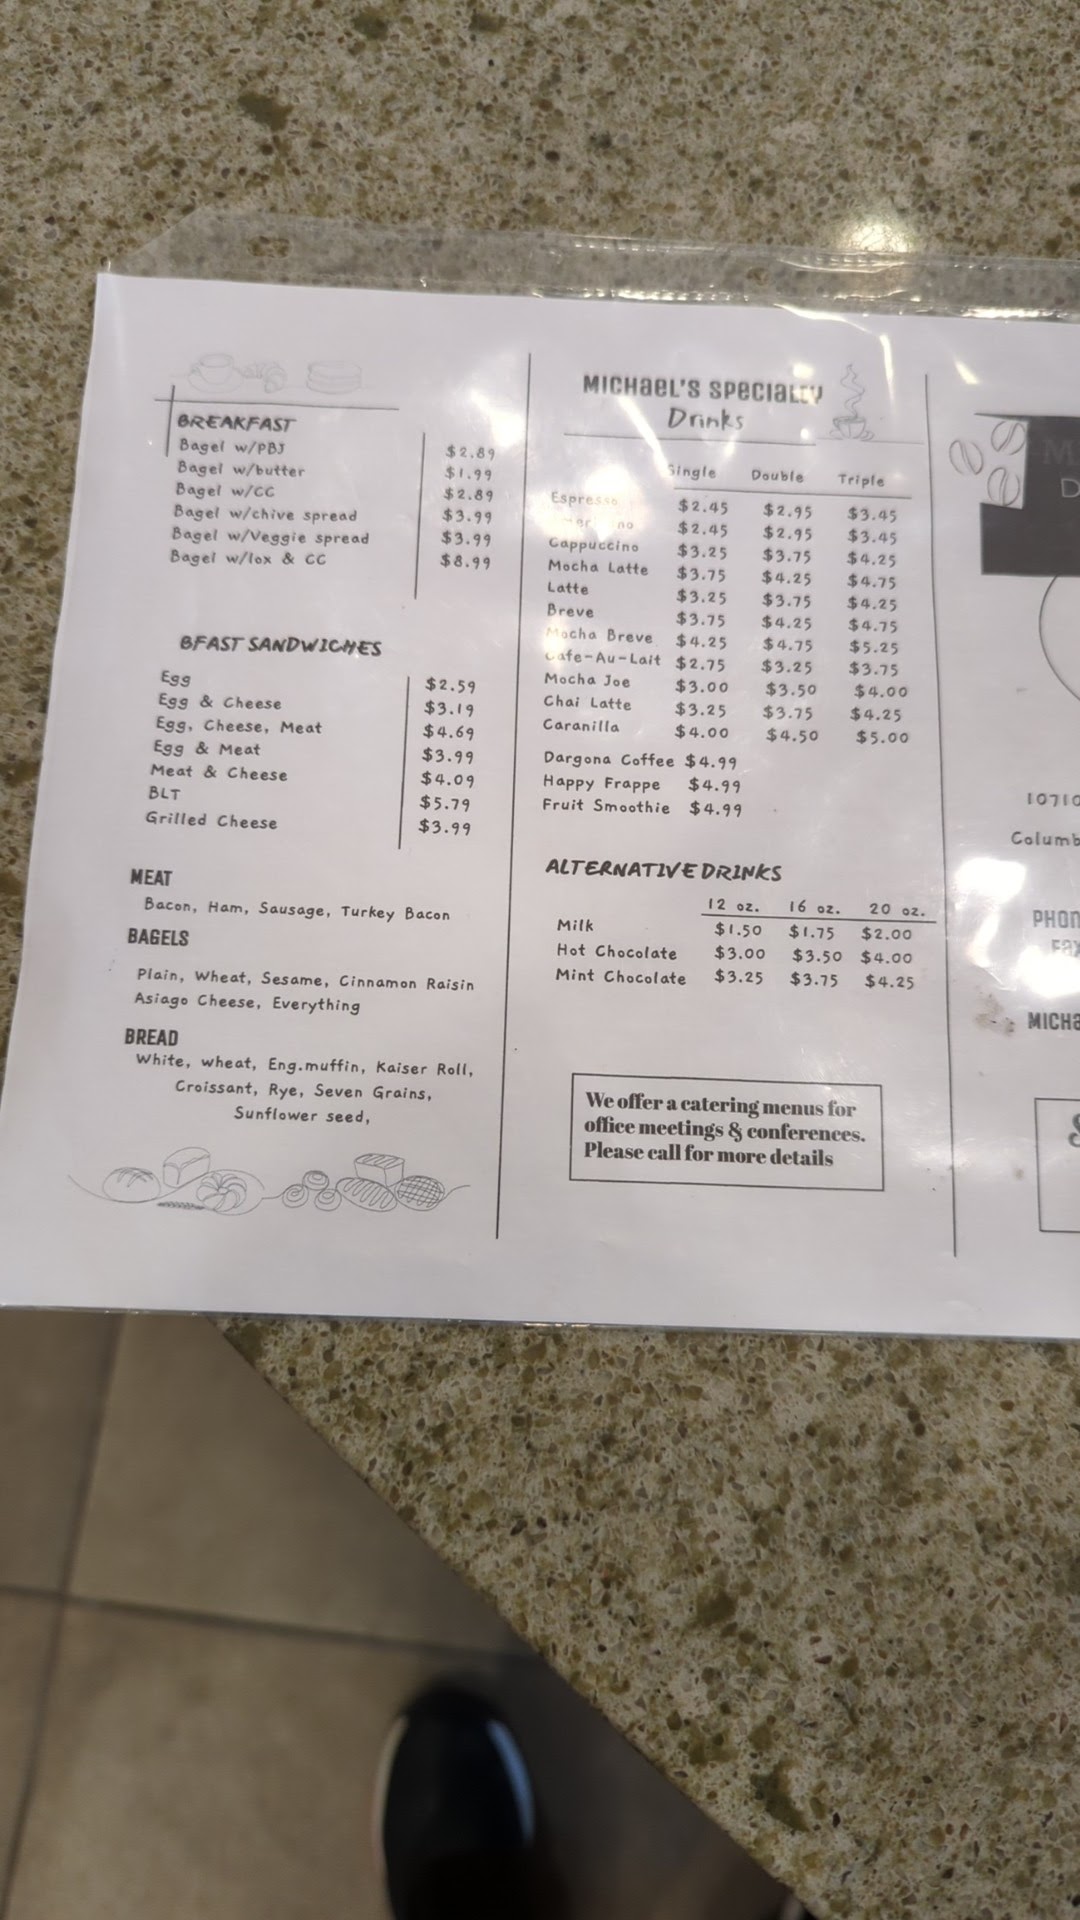 BREAKFAST
Bagel w/PBJ $2.89
Bagel w/butter $1.99
Bagel w/CC $2.89
Bagel w/chive spread $3.99
Bagel w/Veggie spread $3.99
Bagel w/lox & CC $8.99
BFAST SANDWICHES
Egg $2.59
Egg & Cheese $3.19
Egg, Cheese, Meat $4.69
Egg & Meat $3.99
Meat & Cheese $4.09
BLT $5.79
Grilled Cheese $3.99
MEAT
Bacon, Ham, Sausage, Turkey Bacon
BAGELS
Plain, Wheat, Sesame, Cinnamon Raisin
Asiago Cheese, Everything
BREAD
White, wheat, Eng.muffin, Kaiser Roll,
Croissant, Rye, Seven Grains,
Sunflower seed,
MICHAEL'S SPECIALTY
Drinks
Single Double Triple
Espresso $2.45 $2.95 $3.45
$2.45 $2.95 $3.45
Cappuccino $3.25 $3.75 $4.25
Mocha Latte $3.75 $4.25 $4.75
Latte $3.25 $3.75 $4.25
Breve $3.75 $4.25 $4.75
Mocha Breve $4.25 $4.75 $5.25
Cafe-Au-Lait $2.75 $3.25 $3.75
Mocha Joe $3.00 $3.50 $4.00
Chai Latte $3.25 $3.75 $4.25
Caranilla $4.00 $4.50 $5.00
Dargona Coffee $4.99
Happy Frappe $4.99
Fruit Smoothie $4.99
ALTERNATIVE DRINKS
12 oz. 16 oz. 20 oz.
Milk $1.50 $1.75 $2.00
Hot Chocolate $3.00 $3.50 $4.00
Mint Chocolate $3.25 $3.75 $4.25
We offer a catering menus for
office meetings & conferences.
Please call for more details
M
D
10710
Columb
PHON
FAX
MICHA